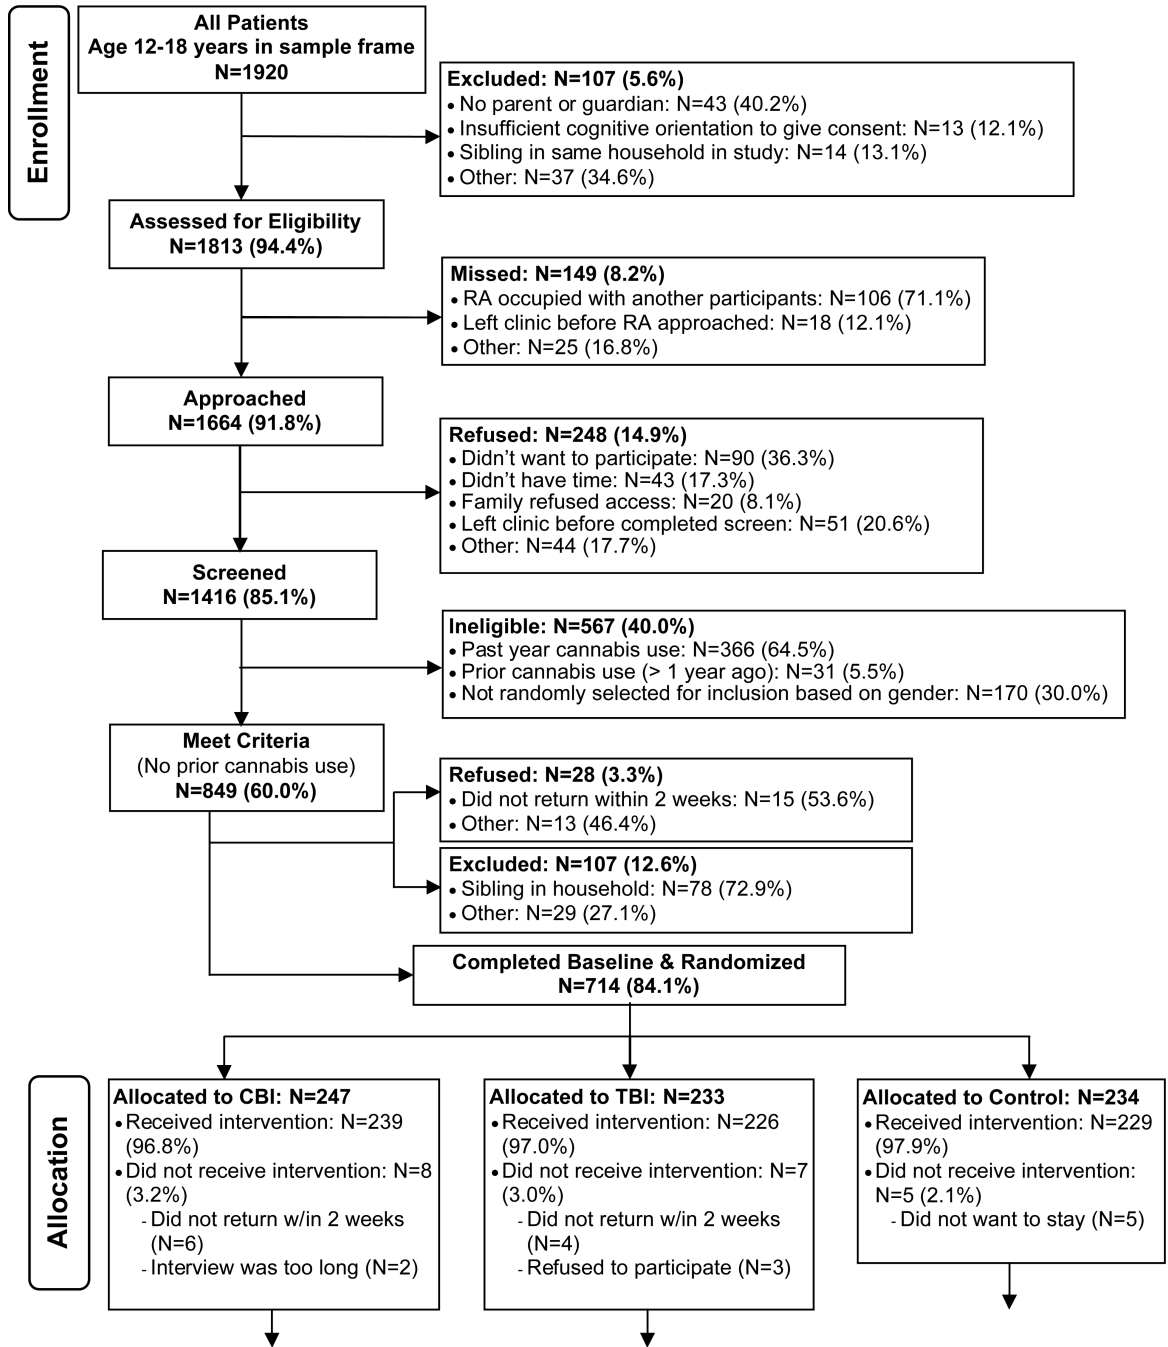 Enrollment
All Patients
Age 12-18 years in sample frame
N=1920
Excluded: N=107 (5.6%)
• No parent or guardian: N=43 (40.2%)
• Insufficient cognitive orientation to give consent: N=13 (12.1%)
• Sibling in same household in study: N=14 (13.1%)
• Other: N=37 (34.6%)
Assessed for Eligibility
N=1813 (94.4%)
Missed: N=149 (8.2%)
• RA occupied with another participants: N=106 (71.1%)
• Left clinic before RA approached: N=18 (12.1%)
• Other: N=25 (16.8%)
Approached
N=1664 (91.8%)
Refused: N=248 (14.9%)
• Didn't want to participate: N=90 (36.3%)
• Didn't have time: N=43 (17.3%)
• Family refused access: N=20 (8.1%)
• Left clinic before completed screen: N=51 (20.6%)
• Other: N=44 (17.7%)
Screened
N=1416 (85.1%)
Ineligible: N=567 (40.0%)
• Past year cannabis use: N=366 (64.5%)
• Prior cannabis use (> 1 year ago): N=31 (5.5%)
• Not randomly selected for inclusion based on gender: N=170 (30.0%)
Meet Criteria
(No prior cannabis use)
N=849 (60.0%)
Refused: N=28 (3.3%)
• Did not return within 2 weeks: N=15 (53.6%)
• Other: N=13 (46.4%)
Excluded: N=107 (12.6%)
• Sibling in household: N=78 (72.9%)
• Other: N=29 (27.1%)
Completed Baseline & Randomized
N=714 (84.1%)
Allocation
Allocated to CBI: N=247
• Received intervention: N=239
(96.8%)
• Did not receive intervention: N=8
(3.2%)
- Did not return w/in 2 weeks
(N=6)
- Interview was too long (N=2)
Allocated to TBI: N=233
• Received intervention: N=226
(97.0%)
• Did not receive intervention: N=7
(3.0%)
- Did not return w/in 2 weeks
(N=4)
- Refused to participate (N=3)
Allocated to Control: N=234
• Received intervention: N=229
(97.9%)
• Did not receive intervention:
N=5 (2.1%)
- Did not want to stay (N=5)